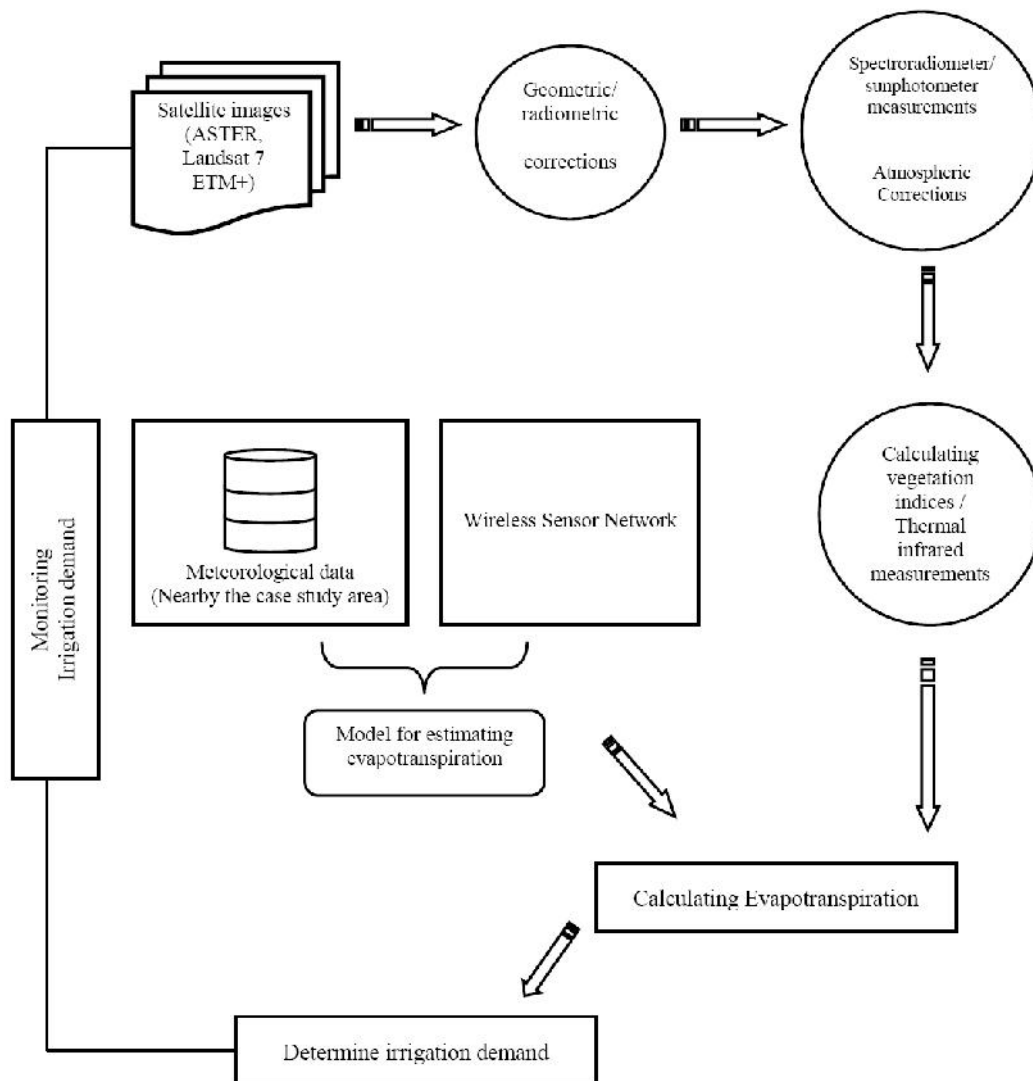 Satellite images
(ASTER,
Landsat 7
ETM+)
Geometric/
radiometric
corrections
Spectroradiometer/
sunphotometer
measurements
Atmospheric
Corrections
Monitoring
Irrigation demand
Meteorological data
(Nearby the case study area)
Wireless Sensor Network
Calculating
vegetation
indices /
Thermal
infrared
measurements
Model for estimating
evapotranspiration
Calculating Evapotranspiration
Determine irrigation demand